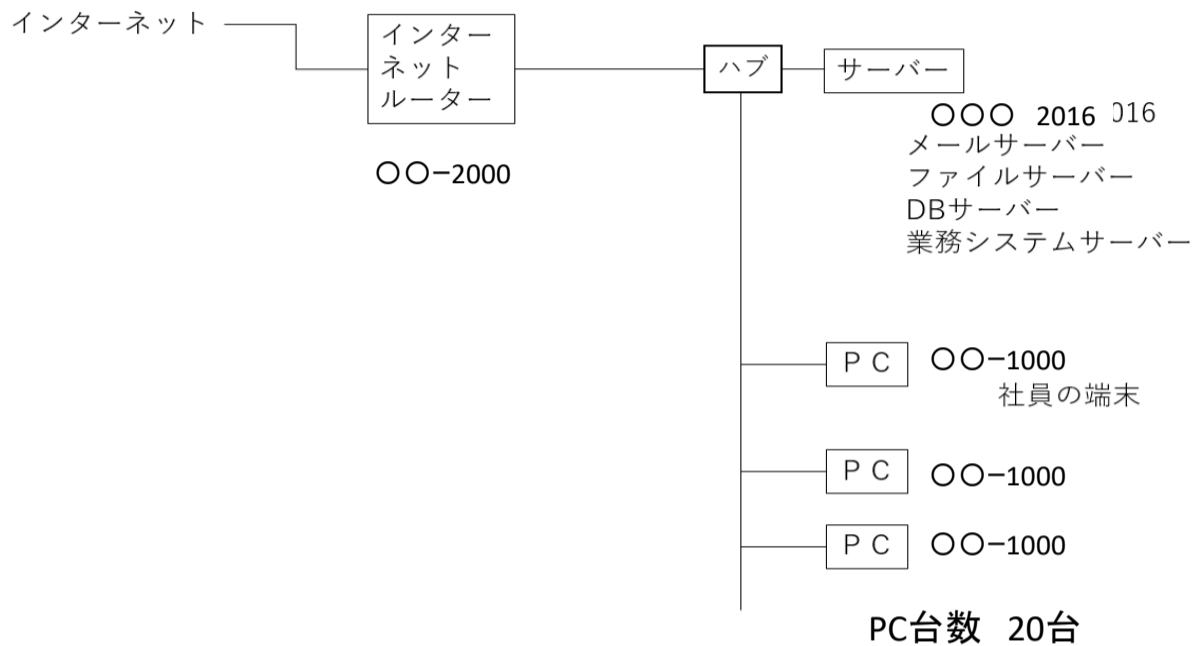 インターネット
インター
ネット
ルーター
〇〇−2000
ハブ
サーバー
〇〇〇 2016
メールサーバー
ファイルサーバー
DBサーバー
業務システムサーバー
ＰＣ 〇〇−1000
社員の端末
ＰＣ 〇〇−1000
ＰＣ 〇〇−1000
PC台数 20台